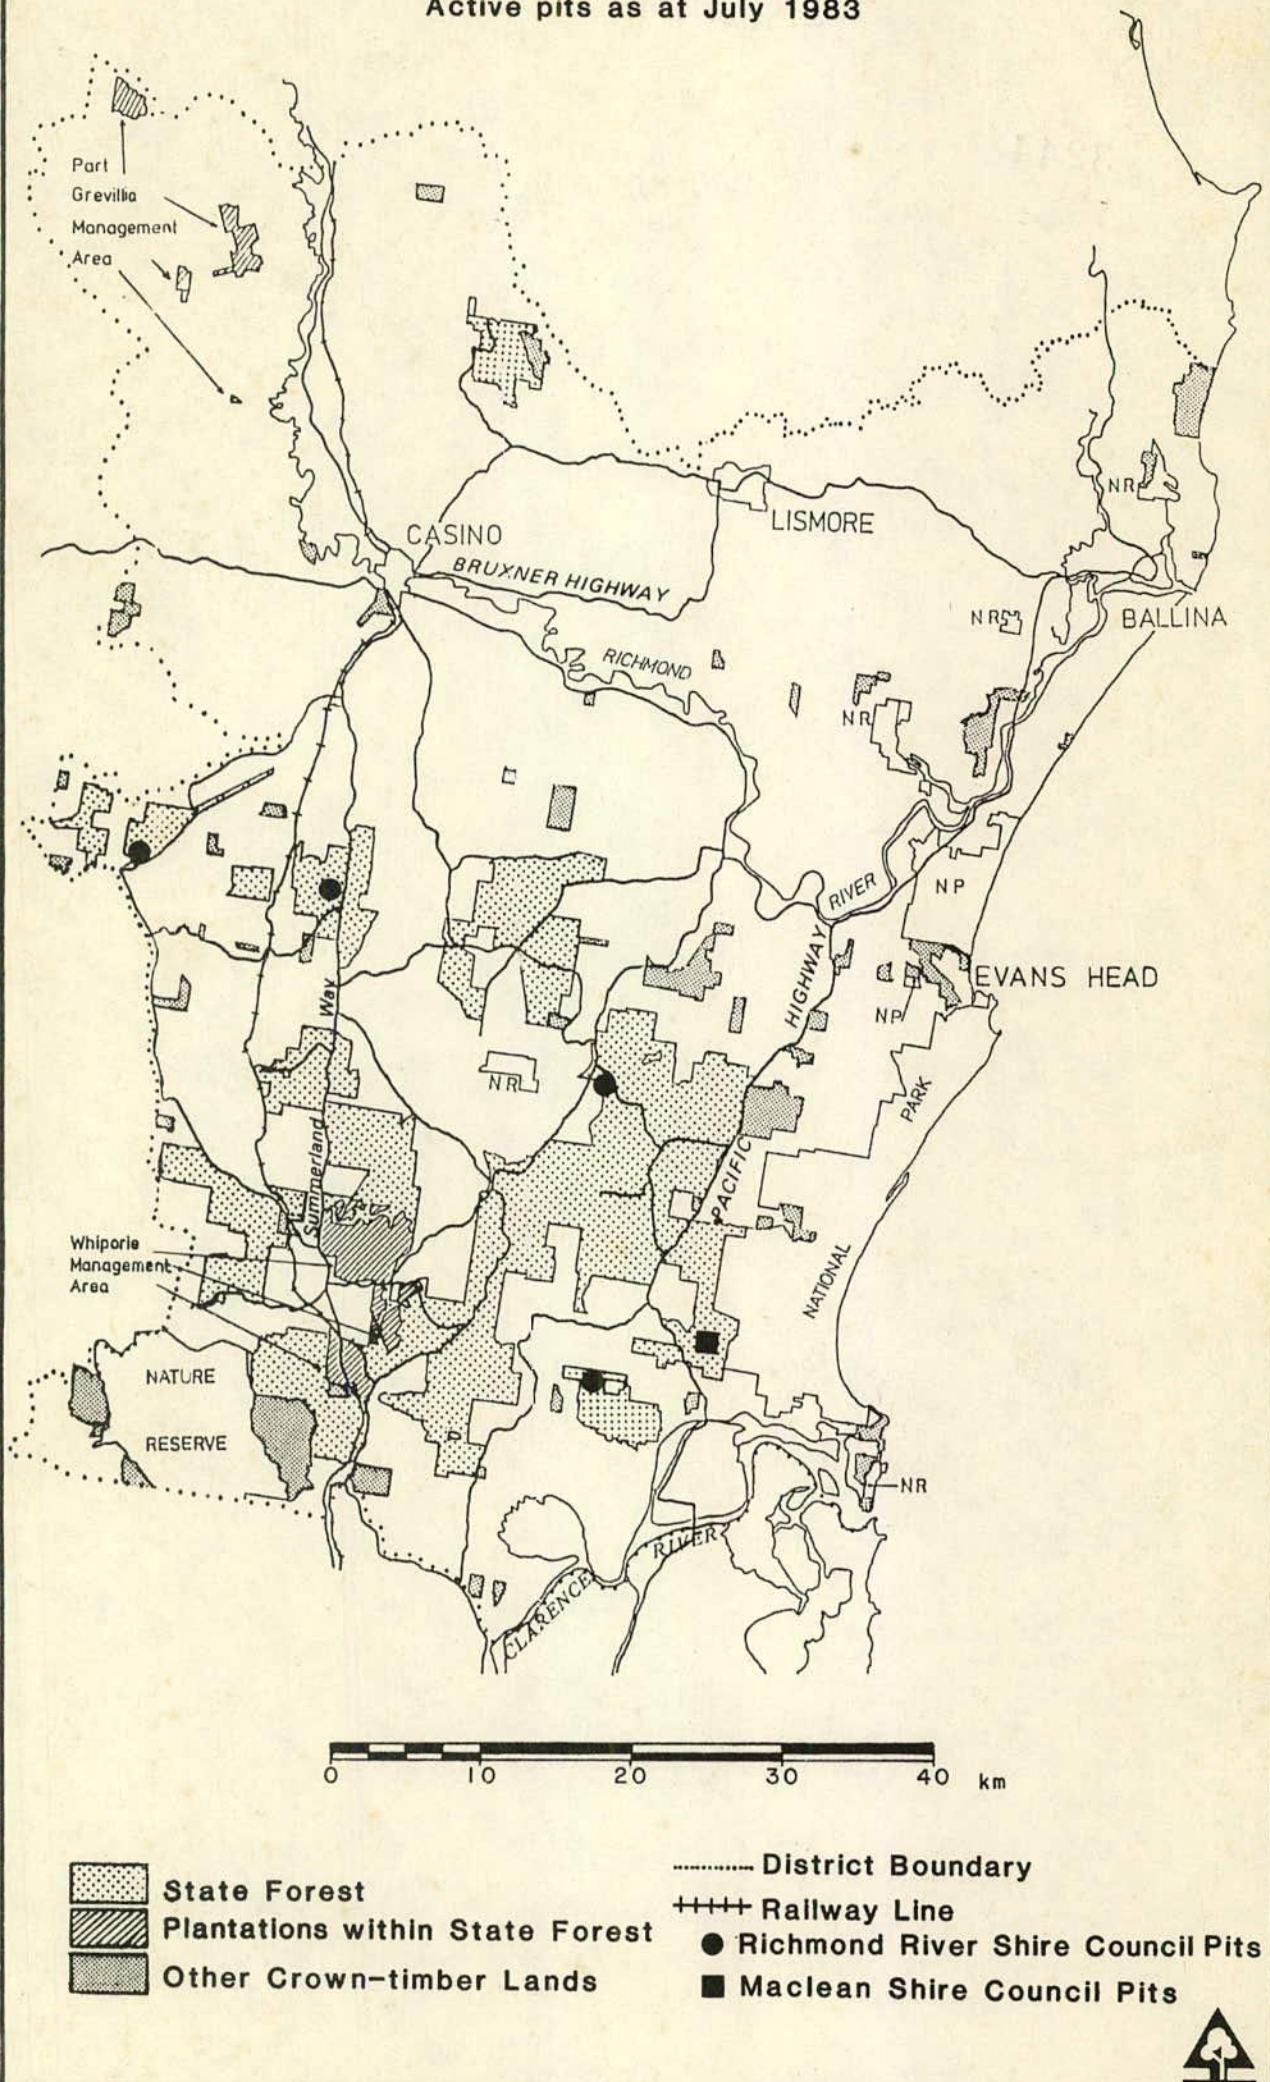 Active pits as at July 1983
Part
Grevillia
Management
Area
CASINO
BRUXNER HIGHWAY
LISMORE
NR
BALLINA
NR
RICHMOND
NR
RIVER
NP
EVANS HEAD
NP
HIGHWAY
Way
NR
PARK
Summerland
PACIFIC
NATIONAL
Whiporie
Management
Area
NATURE
RESERVE
NR
RIVER
CLARENCE
0 10 20 30 40 km
State Forest
Plantations within State Forest
Other Crown-timber Lands
District Boundary
Railway Line
Richmond River Shire Council Pits
Maclean Shire Council Pits